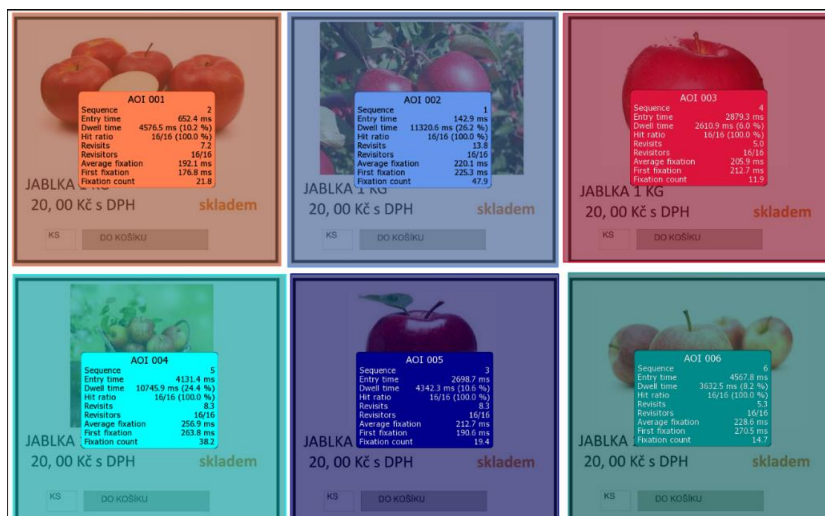 AOI 001
Sequence 2
Entry time 652.4 ms
Dwell time 4576.5 ms (10.2 %)
Hit ratio 16/16 (100.0 %)
Revisits 7.2
Revisitors 16/16
Average fixation 192.1 ms
First fixation 176.8 ms
Fixation count 21.8
JABLKA KG
20, 00 Kč s DPH skladem
KS DO KOŠÍKU
AOI 002
Sequence 1
Entry time 142.9 ms
Dwell time 11320.6 ms (26.2 %)
Hit ratio 16/16 (100.0 %)
Revisits 13.8
Revisitors 16/16
Average fixation 220.1 ms
First fixation 225.3 ms
Fixation count 47.9
JABLKA 1 KG
20, 00 Kč s DPH skladem
KS DO KOŠÍKU
AOI 003
Sequence 4
Entry time 2879.3 ms
Dwell time 2610.9 ms (6.0 %)
Hit ratio 16/16 (100.0 %)
Revisits 5.0
Revisitors 16/16
Average fixation 205.9 ms
First fixation 212.7 ms
Fixation count 11.9
JABLKA 1 KG
20, 00 Kč s DPH skladem
KS DO KOŠÍKU
AOI 004
Sequence 5
Entry time 4131.4 ms
Dwell time 10745.9 ms (24.4 %)
Hit ratio 16/16 (100.0 %)
Revisits 8.3
Revisitors 16/16
Average fixation 256.9 ms
First fixation 263.8 ms
Fixation count 38.2
JABLKA
20, 00 Kč s DPH skladem
KS DO KOŠÍKU
AOI 005
Sequence 3
Entry time 2698.7 ms
Dwell time 4342.3 ms (10.6 %)
Hit ratio 16/16 (100.0 %)
Revisits 8.3
Revisitors 16/16
Average fixation 212.7 ms
First fixation 190.6 ms
Fixation count 19.4
JABLKA
20, 00 Kč s DPH skladem
KS DO KOŠÍKU
AOI 006
Sequence 6
Entry time 4567.8 ms
Dwell time 3632.5 ms (8.2 %)
Hit ratio 16/16 (100.0 %)
Revisits 5.3
Revisitors 16/16
Average fixation 228.6 ms
First fixation 270.5 ms
Fixation count 14.7
JABLKA
20, 00 Kč s DPH skladem
KS DO KOŠÍKU